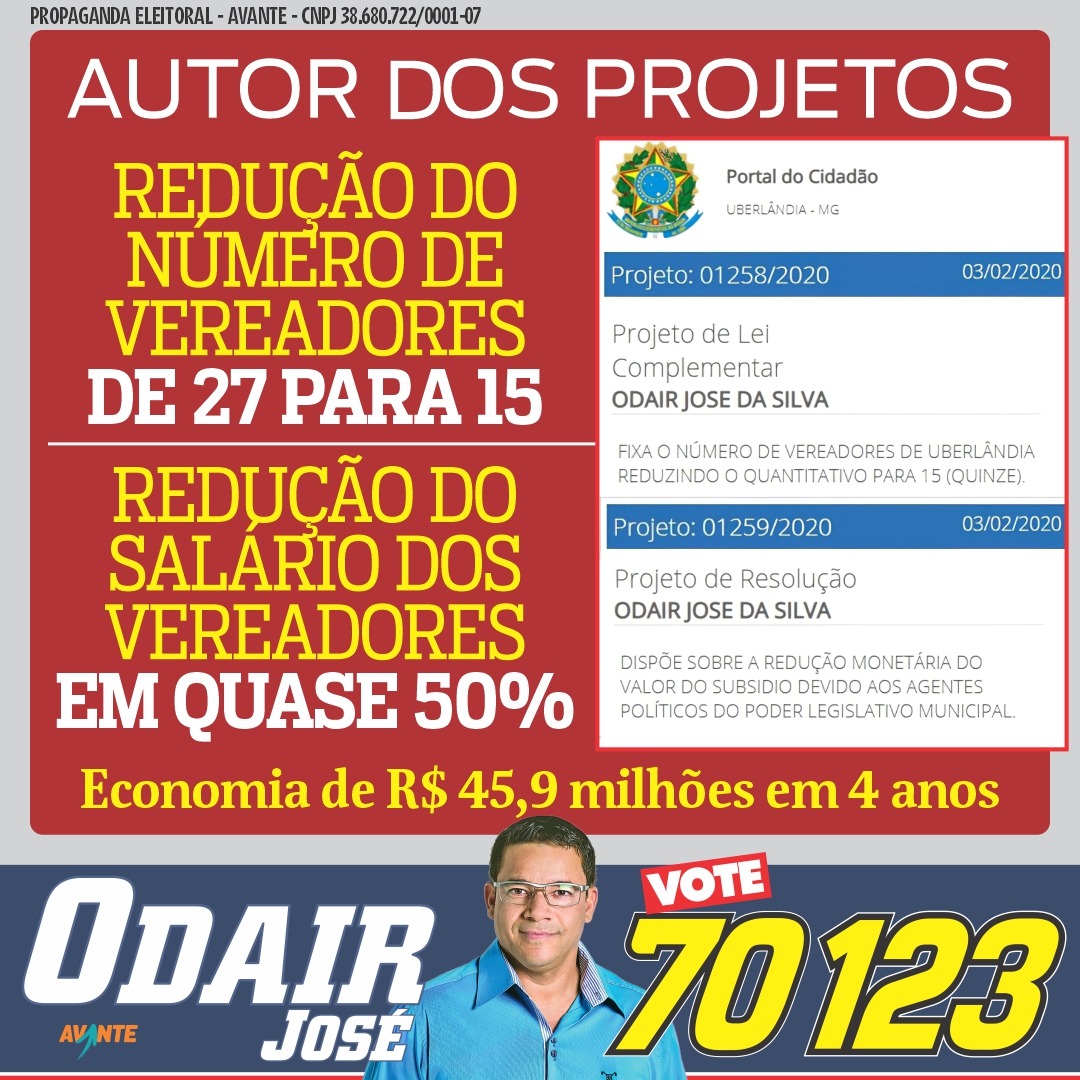 PROPAGANDA ELEITORAL - AVANTE - CNPJ 38.680.722/0001-07
AUTOR DOS PROJETOS
REDUÇÃO DO
NÚMERO DE
VEREADORES
DE 27 PARA 15
REDUÇÃO DO
SALÁRIO DOS
VEREADORES
EM QUASE 50%
Portal do Cidadão
UBERLÂNDIA - MG
Projeto: 01258/2020 03/02/2020
Projeto de Lei
Complementar
ODAIR JOSE DA SILVA
FIXA O NÚMERO DE VEREADORES DE UBERLÂNDIA
REDUZINDO O QUANTITATIVO PARA 15 (QUINZE).
Projeto: 01259/2020 03/02/2020
Projeto de Resolução
ODAIR JOSE DA SILVA
DISPÕE SOBRE A REDUÇÃO MONETÁRIA DO
VALOR DO SUBSIDIO DEVIDO AOS AGENTES
POLÍTICOS DO PODER LEGISLATIVO MUNICIPAL.
Economia de R$ 45,9 milhões em 4 anos
ODAIR
JOSÉ
AVANTE
VOTE
70123